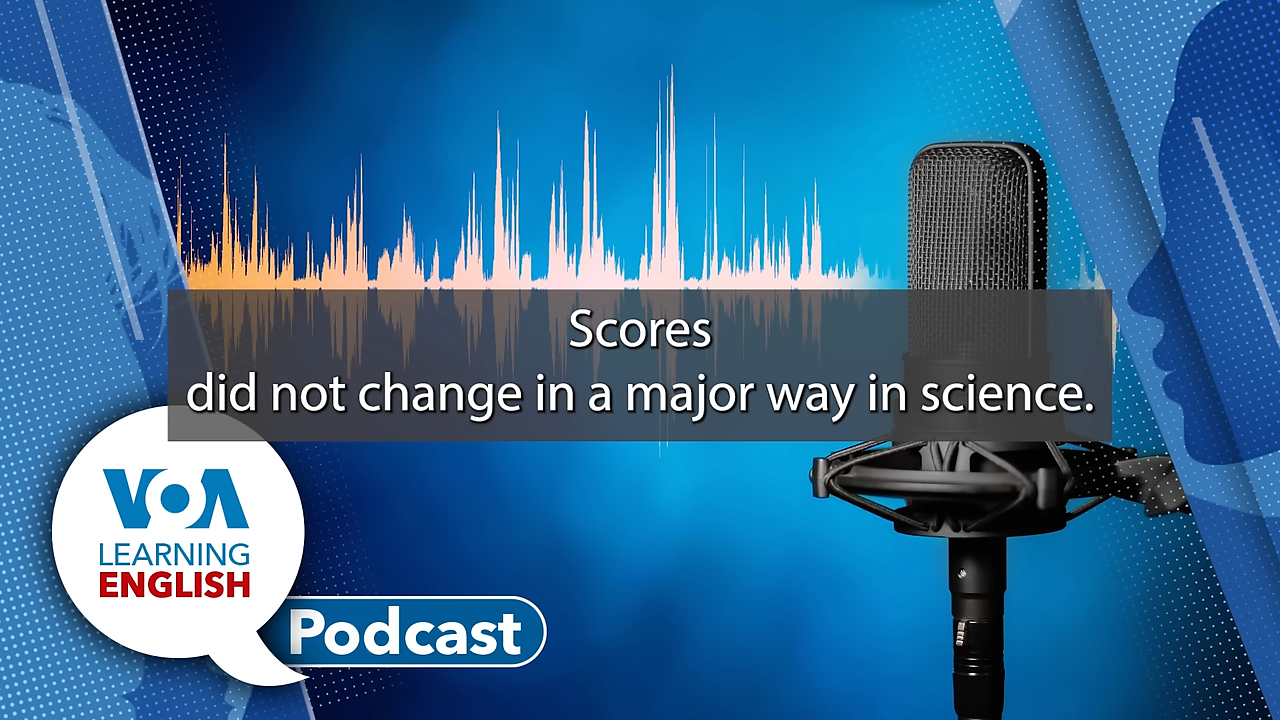 Scores
did not change in a major way in science.
VOA
LEARNING
ENGLISH
Podcast